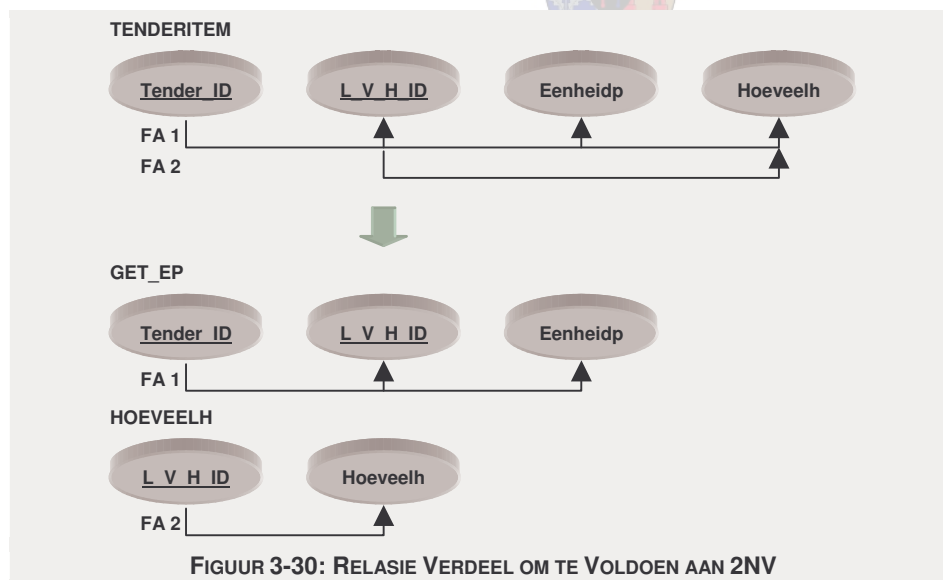 TENDERITEM
Tender_ID L_V_H_ID Eenheidp Hoeveelh
FA 1
FA 2
GET_EP
Tender_ID L_V_H_ID Eenheidp
FA 1
HOEVEELH
L_V_H_ID Hoeveelh
FA 2
FIGUUR 3-30: RELASIE VERDEEL OM TE VOLDOEN AAN 2NV